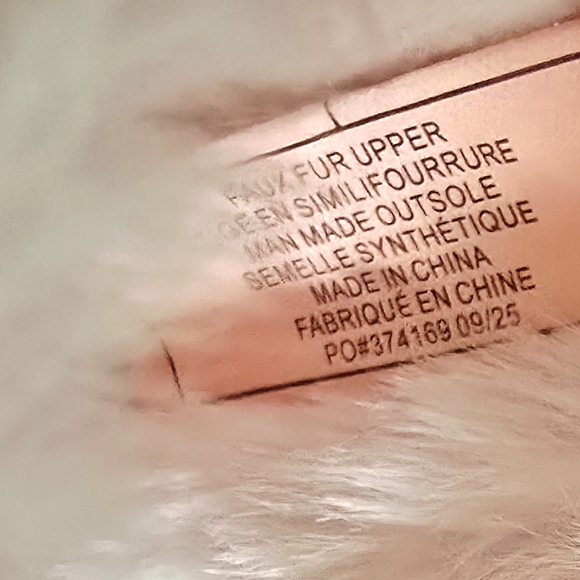 FAUX FUR UPPER
EN SIMILIFOURRURE
MAN MADE OUTSOLE
SEMELLE SYNTHÉTIQUE
MADE IN CHINA
FABRIQUÉ EN CHINE
PO#374169 09/25